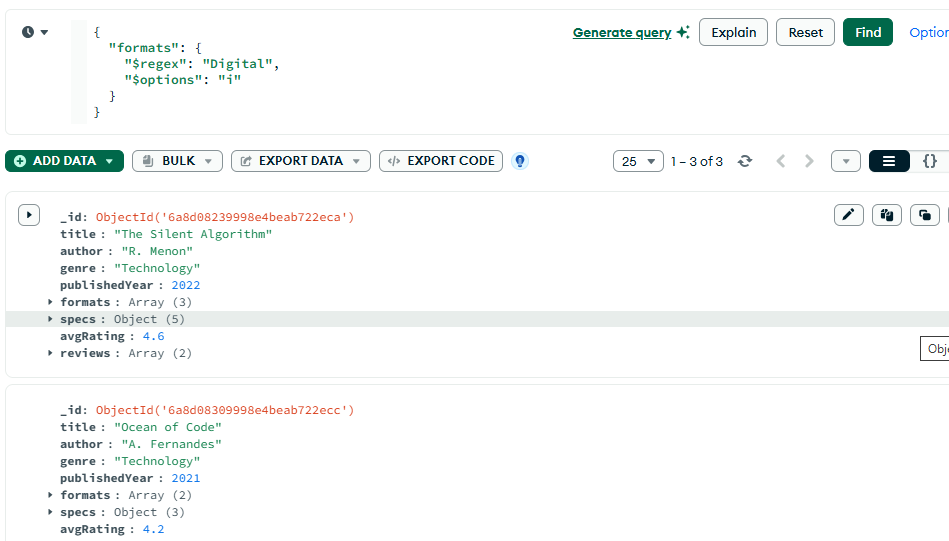 {
"formats": {
"$regex": "Digital",
"$options": "i"
}
}
Generate query Explain Reset Find Option
ADD DATA BULK EXPORT DATA </> EXPORT CODE 25 1 – 3 of 3 {}
_id: ObjectId('6a8d08239998e4beab722eca')
title : "The Silent Algorithm"
author : "R. Menon"
genre : "Technology"
publishedYear : 2022
formats : Array (3)
specs : Object (5)
avgRating : 4.6
Obj
reviews : Array (2)
_id: ObjectId('6a8d08309998e4beab722ecc')
title : "Ocean of Code"
author : "A. Fernandes"
genre : "Technology"
publishedYear : 2021
formats : Array (2)
specs : Object (3)
avgRating : 4.2